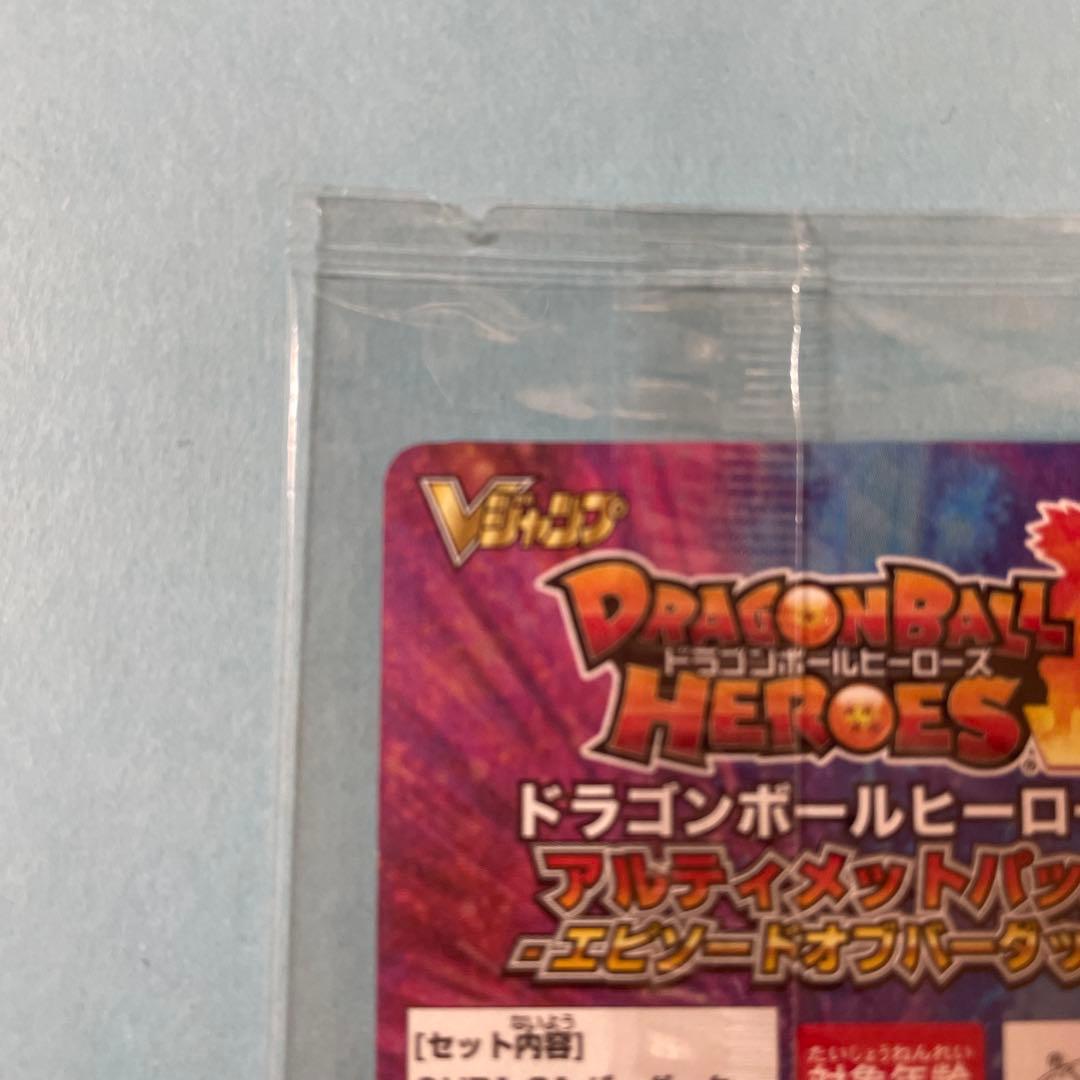 Vジャンプ
DRAGON BALL
ドラゴンボールヒーローズ
HEROES
ドラゴンボールヒーロー
アルティメットパッ
-エピソードオブバーダッ
ないよう
[セット内容]
たいしょうねんれい
対象年齢